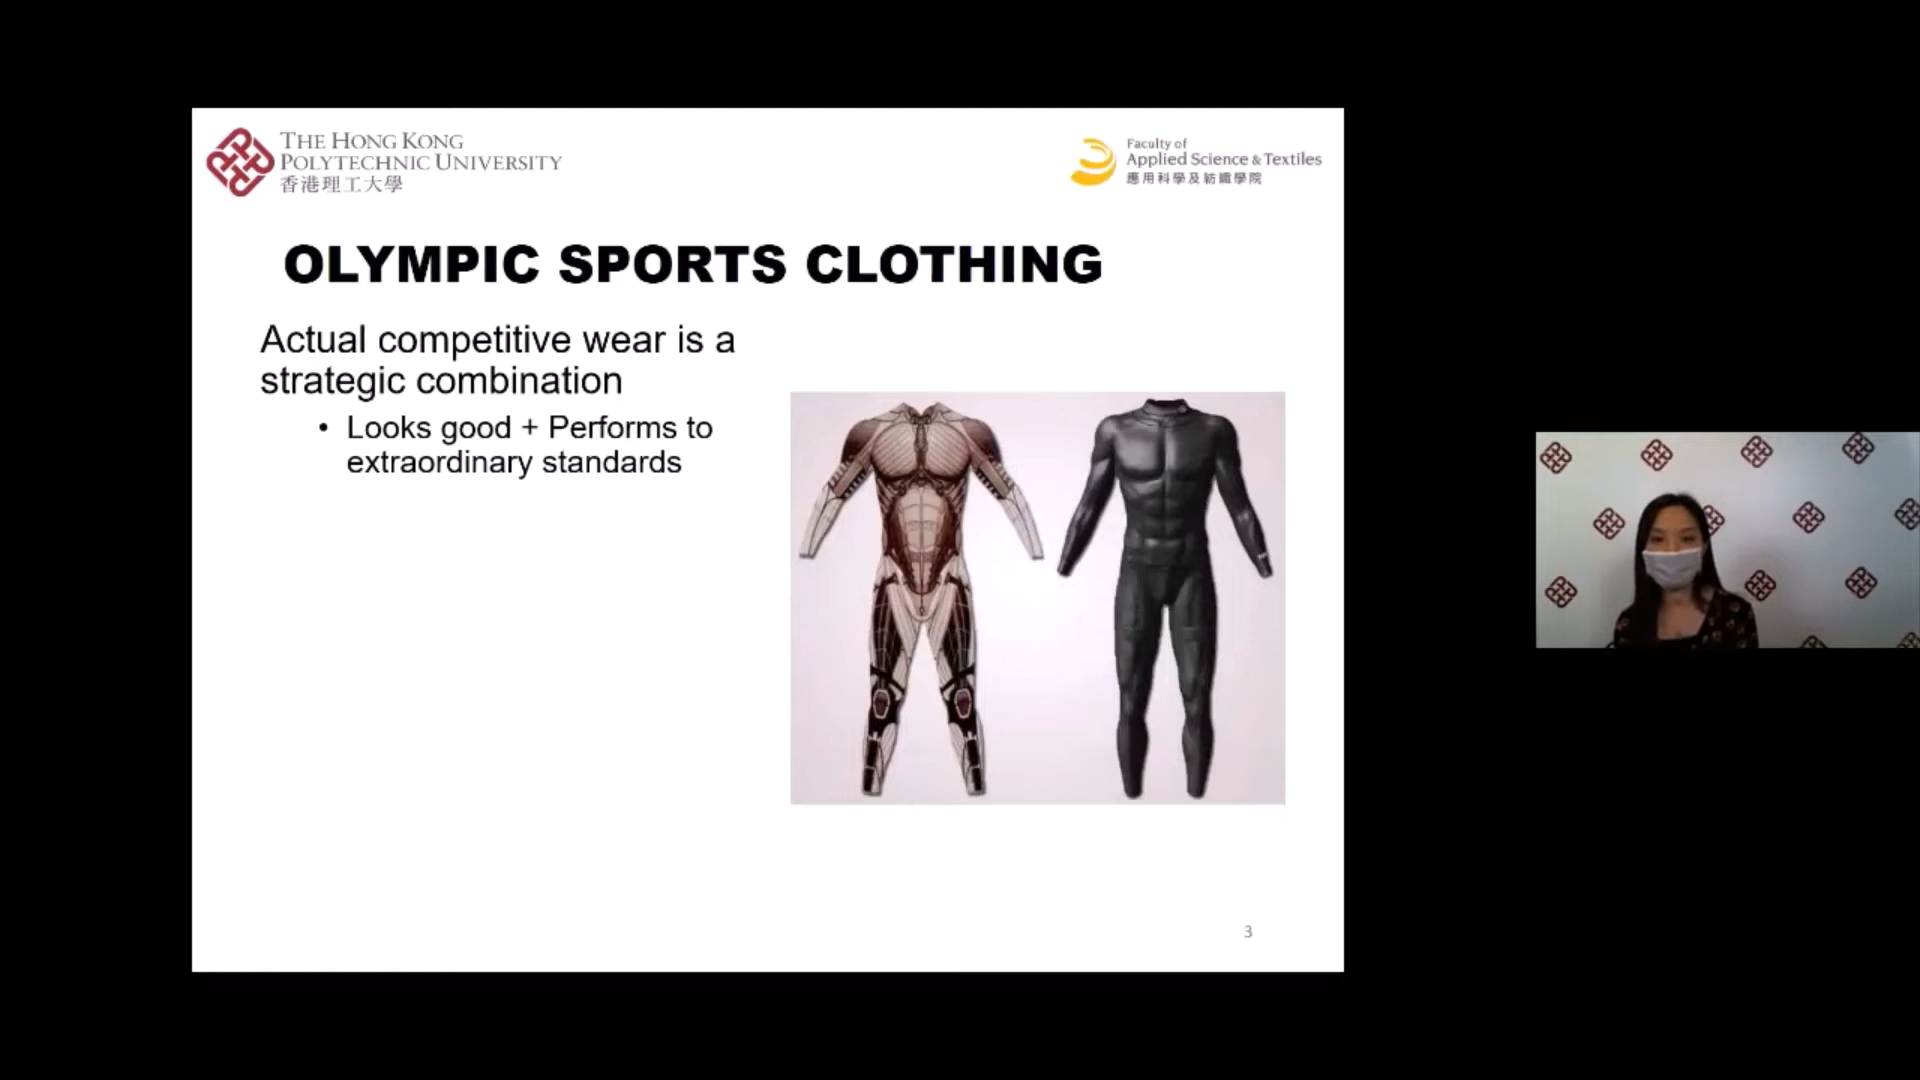 THE HONG KONG
POLYTECHNIC UNIVERSITY
香港理工大學
Faculty of
Applied Science & Textiles
應用科學及紡織學院
OLYMPIC SPORTS CLOTHING
Actual competitive wear is a
strategic combination
• Looks good + Performs to
extraordinary standards
3